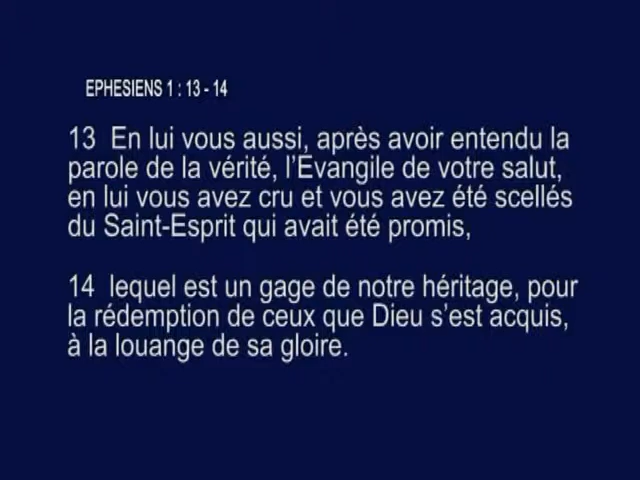 EPHESIENS 1 : 13 - 14
13 En lui vous aussi, après avoir entendu la
parole de la vérité, l’Evangile de votre salut,
en lui vous avez cru et vous avez été scellés
du Saint-Esprit qui avait été promis,
14 lequel est un gage de notre héritage, pour
la rédemption de ceux que Dieu s’est acquis,
à la louange de sa gloire.